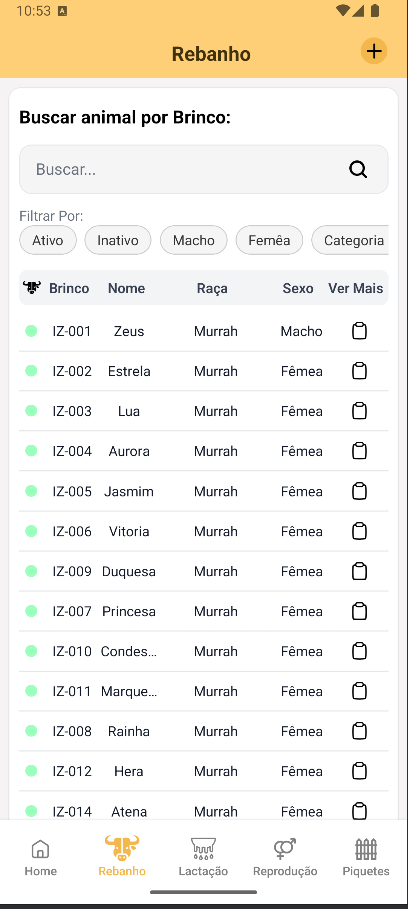 10:53 A
Rebanho
Buscar animal por Brinco:
Buscar...
Filtrar Por:
Ativo Inativo Macho Femêa Categoria
Brinco Nome Raça Sexo Ver Mais
IZ-001 Zeus Murrah Macho
IZ-002 Estrela Murrah Fêmea
IZ-003 Lua Murrah Fêmea
IZ-004 Aurora Murrah Fêmea
IZ-005 Jasmim Murrah Fêmea
IZ-006 Vitoria Murrah Fêmea
IZ-009 Duquesa Murrah Fêmea
IZ-007 Princesa Murrah Fêmea
IZ-010 Condes... Murrah Fêmea
IZ-011 Marque... Murrah Fêmea
IZ-008 Rainha Murrah Fêmea
IZ-012 Hera Murrah Fêmea
IZ-014 Atena Murrah Fêmea
Home Rebanho Lactação Reprodução Piquetes